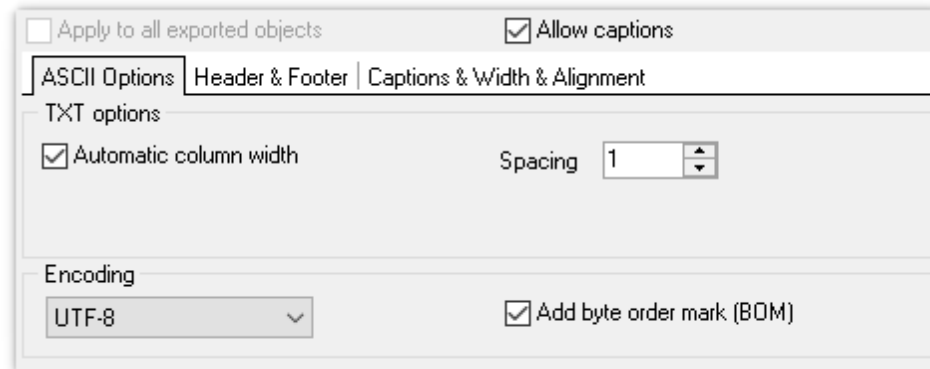 Apply to all exported objects Allow captions
ASCII Options Header & Footer Captions & Width & Alignment
TXT options
Automatic column width Spacing 1
Encoding
UTF-8 Add byte order mark (BOM)